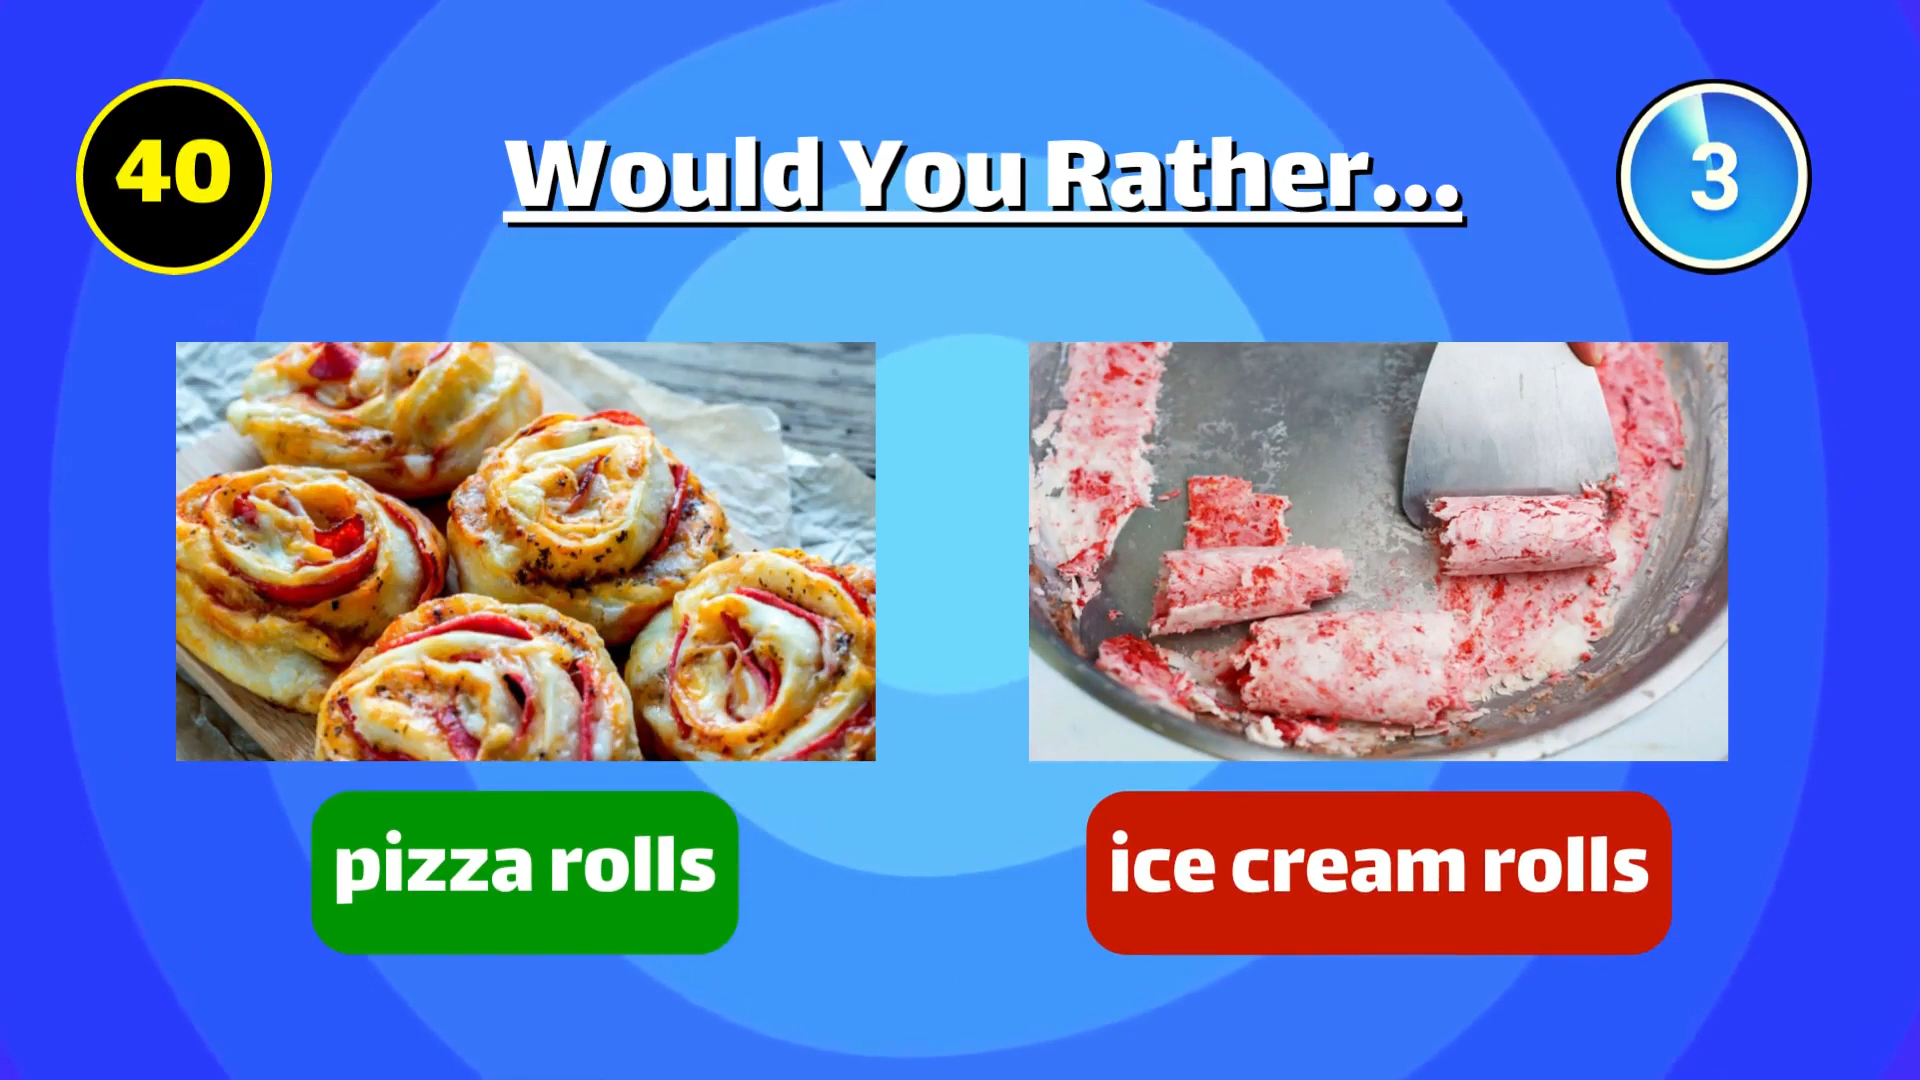 40
Would You Rather...
3
pizza rolls
ice cream rolls